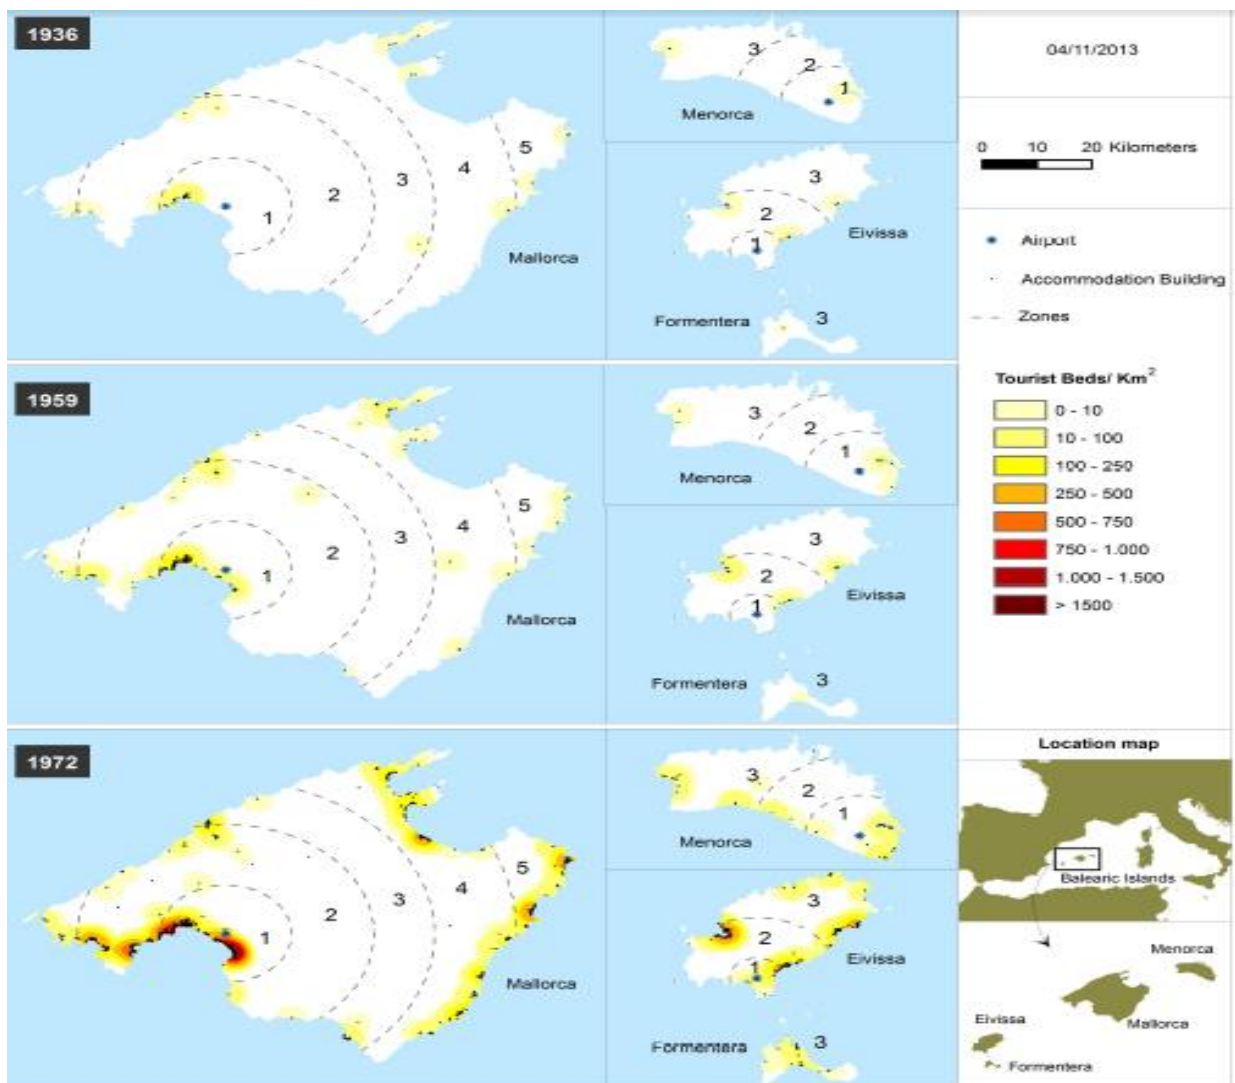 1936
3
2
1
Menorca
5
4
3
2
1
Mallorca
3
2
1
Eivissa
Formentera
3
04/11/2013
0 10 20 Kilometers
Airport
Accommodation Building
Zones
Tourist Beds/ Km2
0 - 10
10 - 100
100 - 250
250 - 500
500 - 750
750 - 1.000
1.000 - 1.500
> 1500
1959
3
2
1
Menorca
5
4
3
2
1
Mallorca
3
2
1
Eivissa
Formentera
3
1972
3
2
1
Menorca
5
4
3
2
1
Mallorca
3
2
1
Eivissa
Formentera
3
Location map
Balearic Islands
Menorca
Mallorca
Eivissa
Formentera